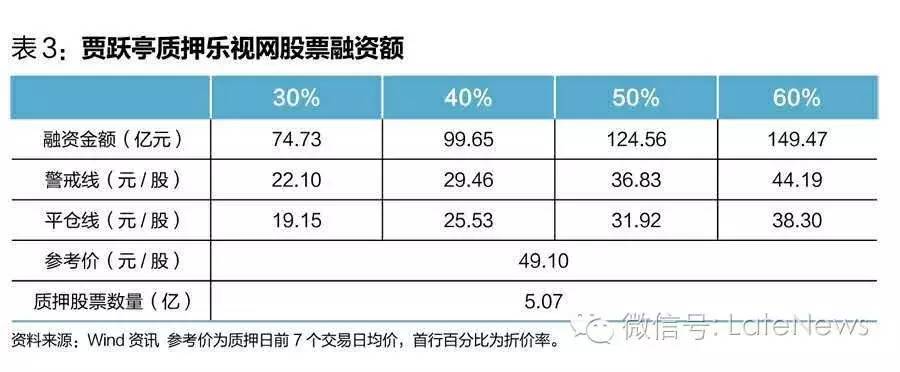 表3：贾跃亭质押乐视网股票融资额
30% 40% 50% 60%
融资金额（亿元） 74.73 99.65 124.56 149.47
警戒线（元/股） 22.10 29.46 36.83 44.19
平仓线（元/股） 19.15 25.53 31.92 38.30
参考价（元/股） 49.10
质押股票数量（亿） 5.07
资料来源：Wind 资讯 参考价为质押日前 7 个交易日均价，首行百分比为折价率。
微信号: LateNews